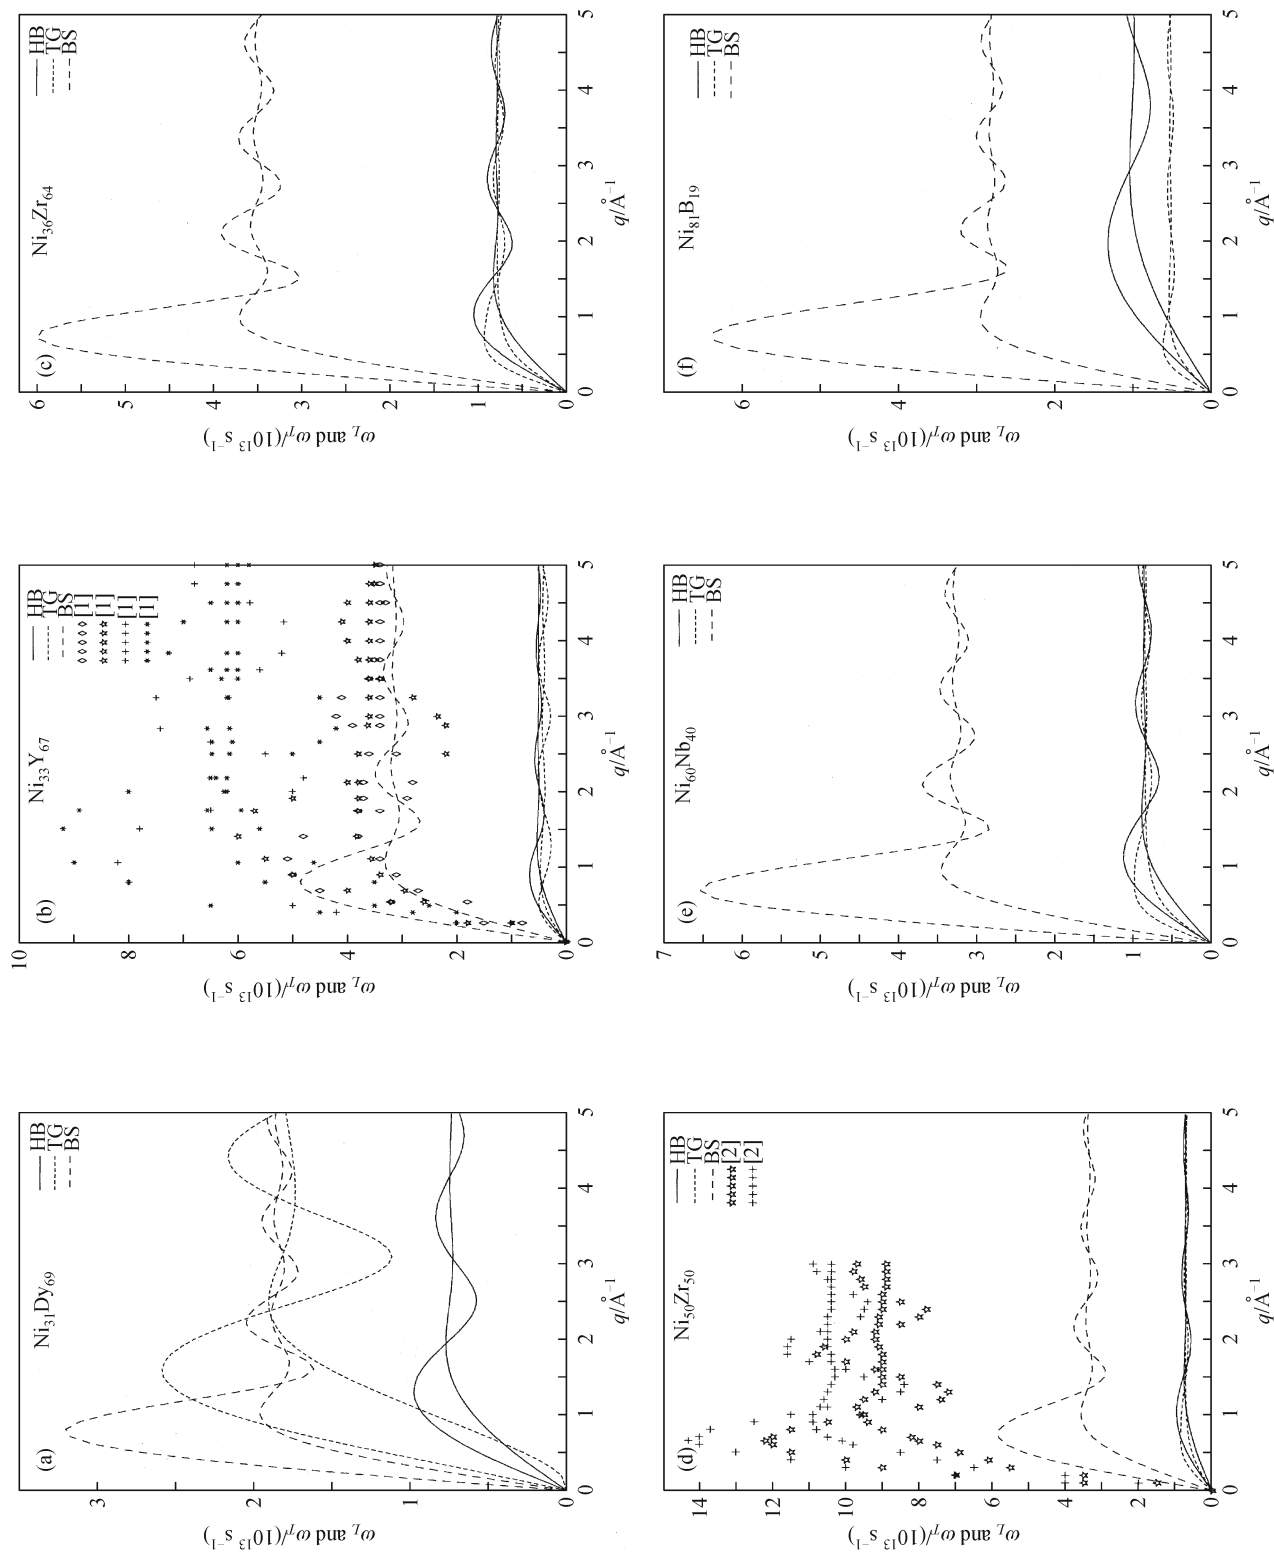 (a)
Ni31Dy69
HB
TG
BS
ωL and ωT/(10^13 s^−1)
3
2
1
0
0 1 2 3 4 5
q/Å^−1
(b)
Ni33Y67
HB
TG
BS
[1]
[1]
[1]
[1]
ωL and ωT/(10^13 s^−1)
10
8
6
4
2
0
0 1 2 3 4 5
q/Å^−1
(c)
Ni36Zr64
HB
TG
BS
ωL and ωT/(10^13 s^−1)
6
5
4
3
2
1
0
0 1 2 3 4 5
q/Å^−1
(d)
Ni50Zr50
HB
TG
BS
[2]
[2]
ωL and ωT/(10^13 s^−1)
14
12
10
8
6
4
2
0
0 1 2 3 4 5
q/Å^−1
(e)
Ni60Nb40
HB
TG
BS
ωL and ωT/(10^13 s^−1)
7
6
5
4
3
2
1
0
0 1 2 3 4 5
q/Å^−1
(f)
Ni81B19
HB
TG
BS
ωL and ωT/(10^13 s^−1)
6
4
2
1
0
0 1 2 3 4 5
q/Å^−1